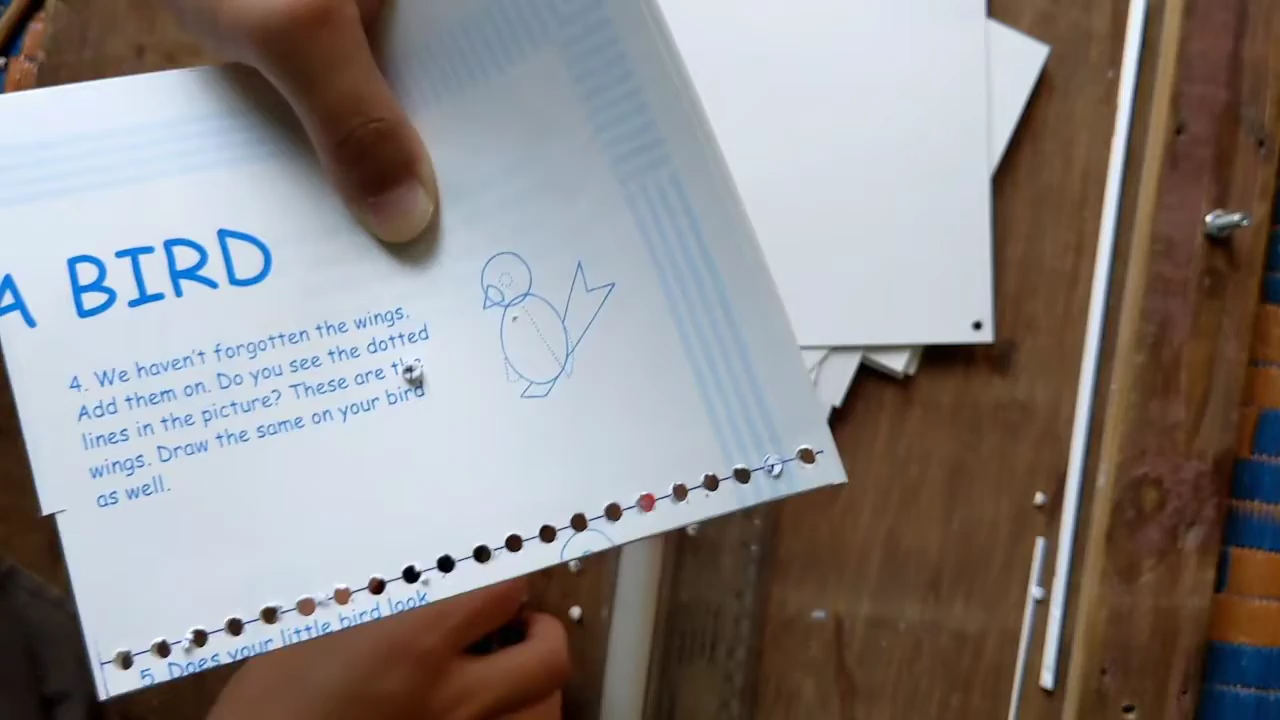 A BIRD
4. We haven't forgotten the wings.
Add them on. Do you see the dotted
lines in the picture? These are the
wings. Draw the same on your bird
as well.
5. Does your little bird look